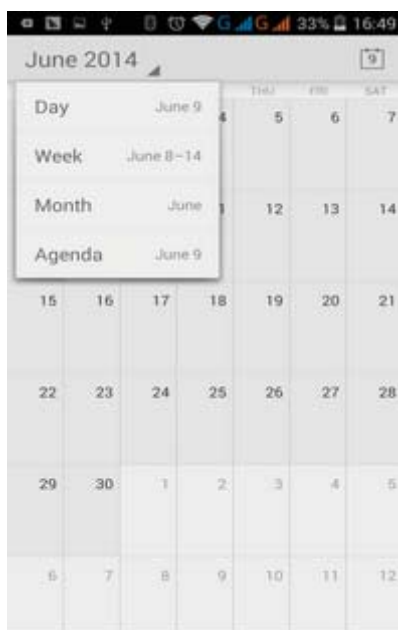 G G 33% 16:49
June 2014 9
THU FRI SAT
Day June 9
4 5 6 7
Week June 8–14
Month June
1 12 13 14
Agenda June 9
15 16 17 18 19 20 21
22 23 24 25 26 27 28
29 30 1 2 3 4 5
6 7 8 9 10 11 12